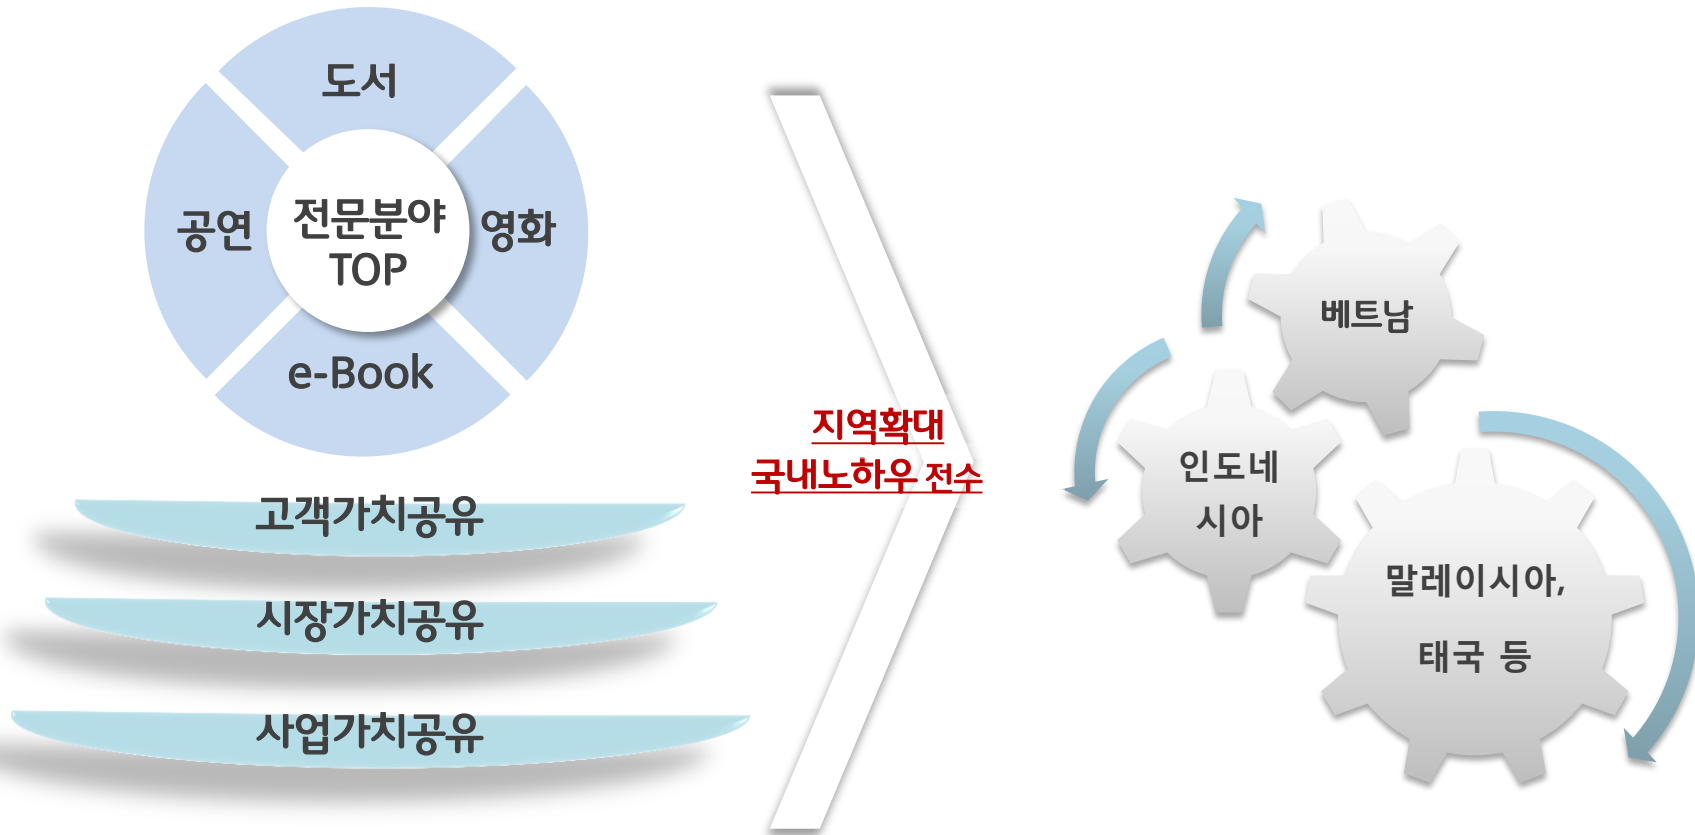 도서
공연
전문분야
TOP
영화
e-Book
고객가치공유
시장가치공유
사업가치공유
지역확대
국내노하우 전수
베트남
인도네
시아
말레이시아,
태국 등